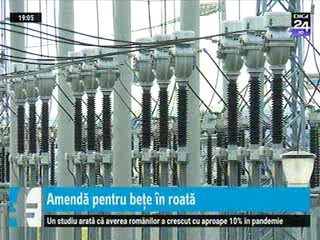 19:05
DIGI
24
Amendă pentru bețe în roată
Un studiu arată că averea românilor a crescut cu aproape 10% în pandemie